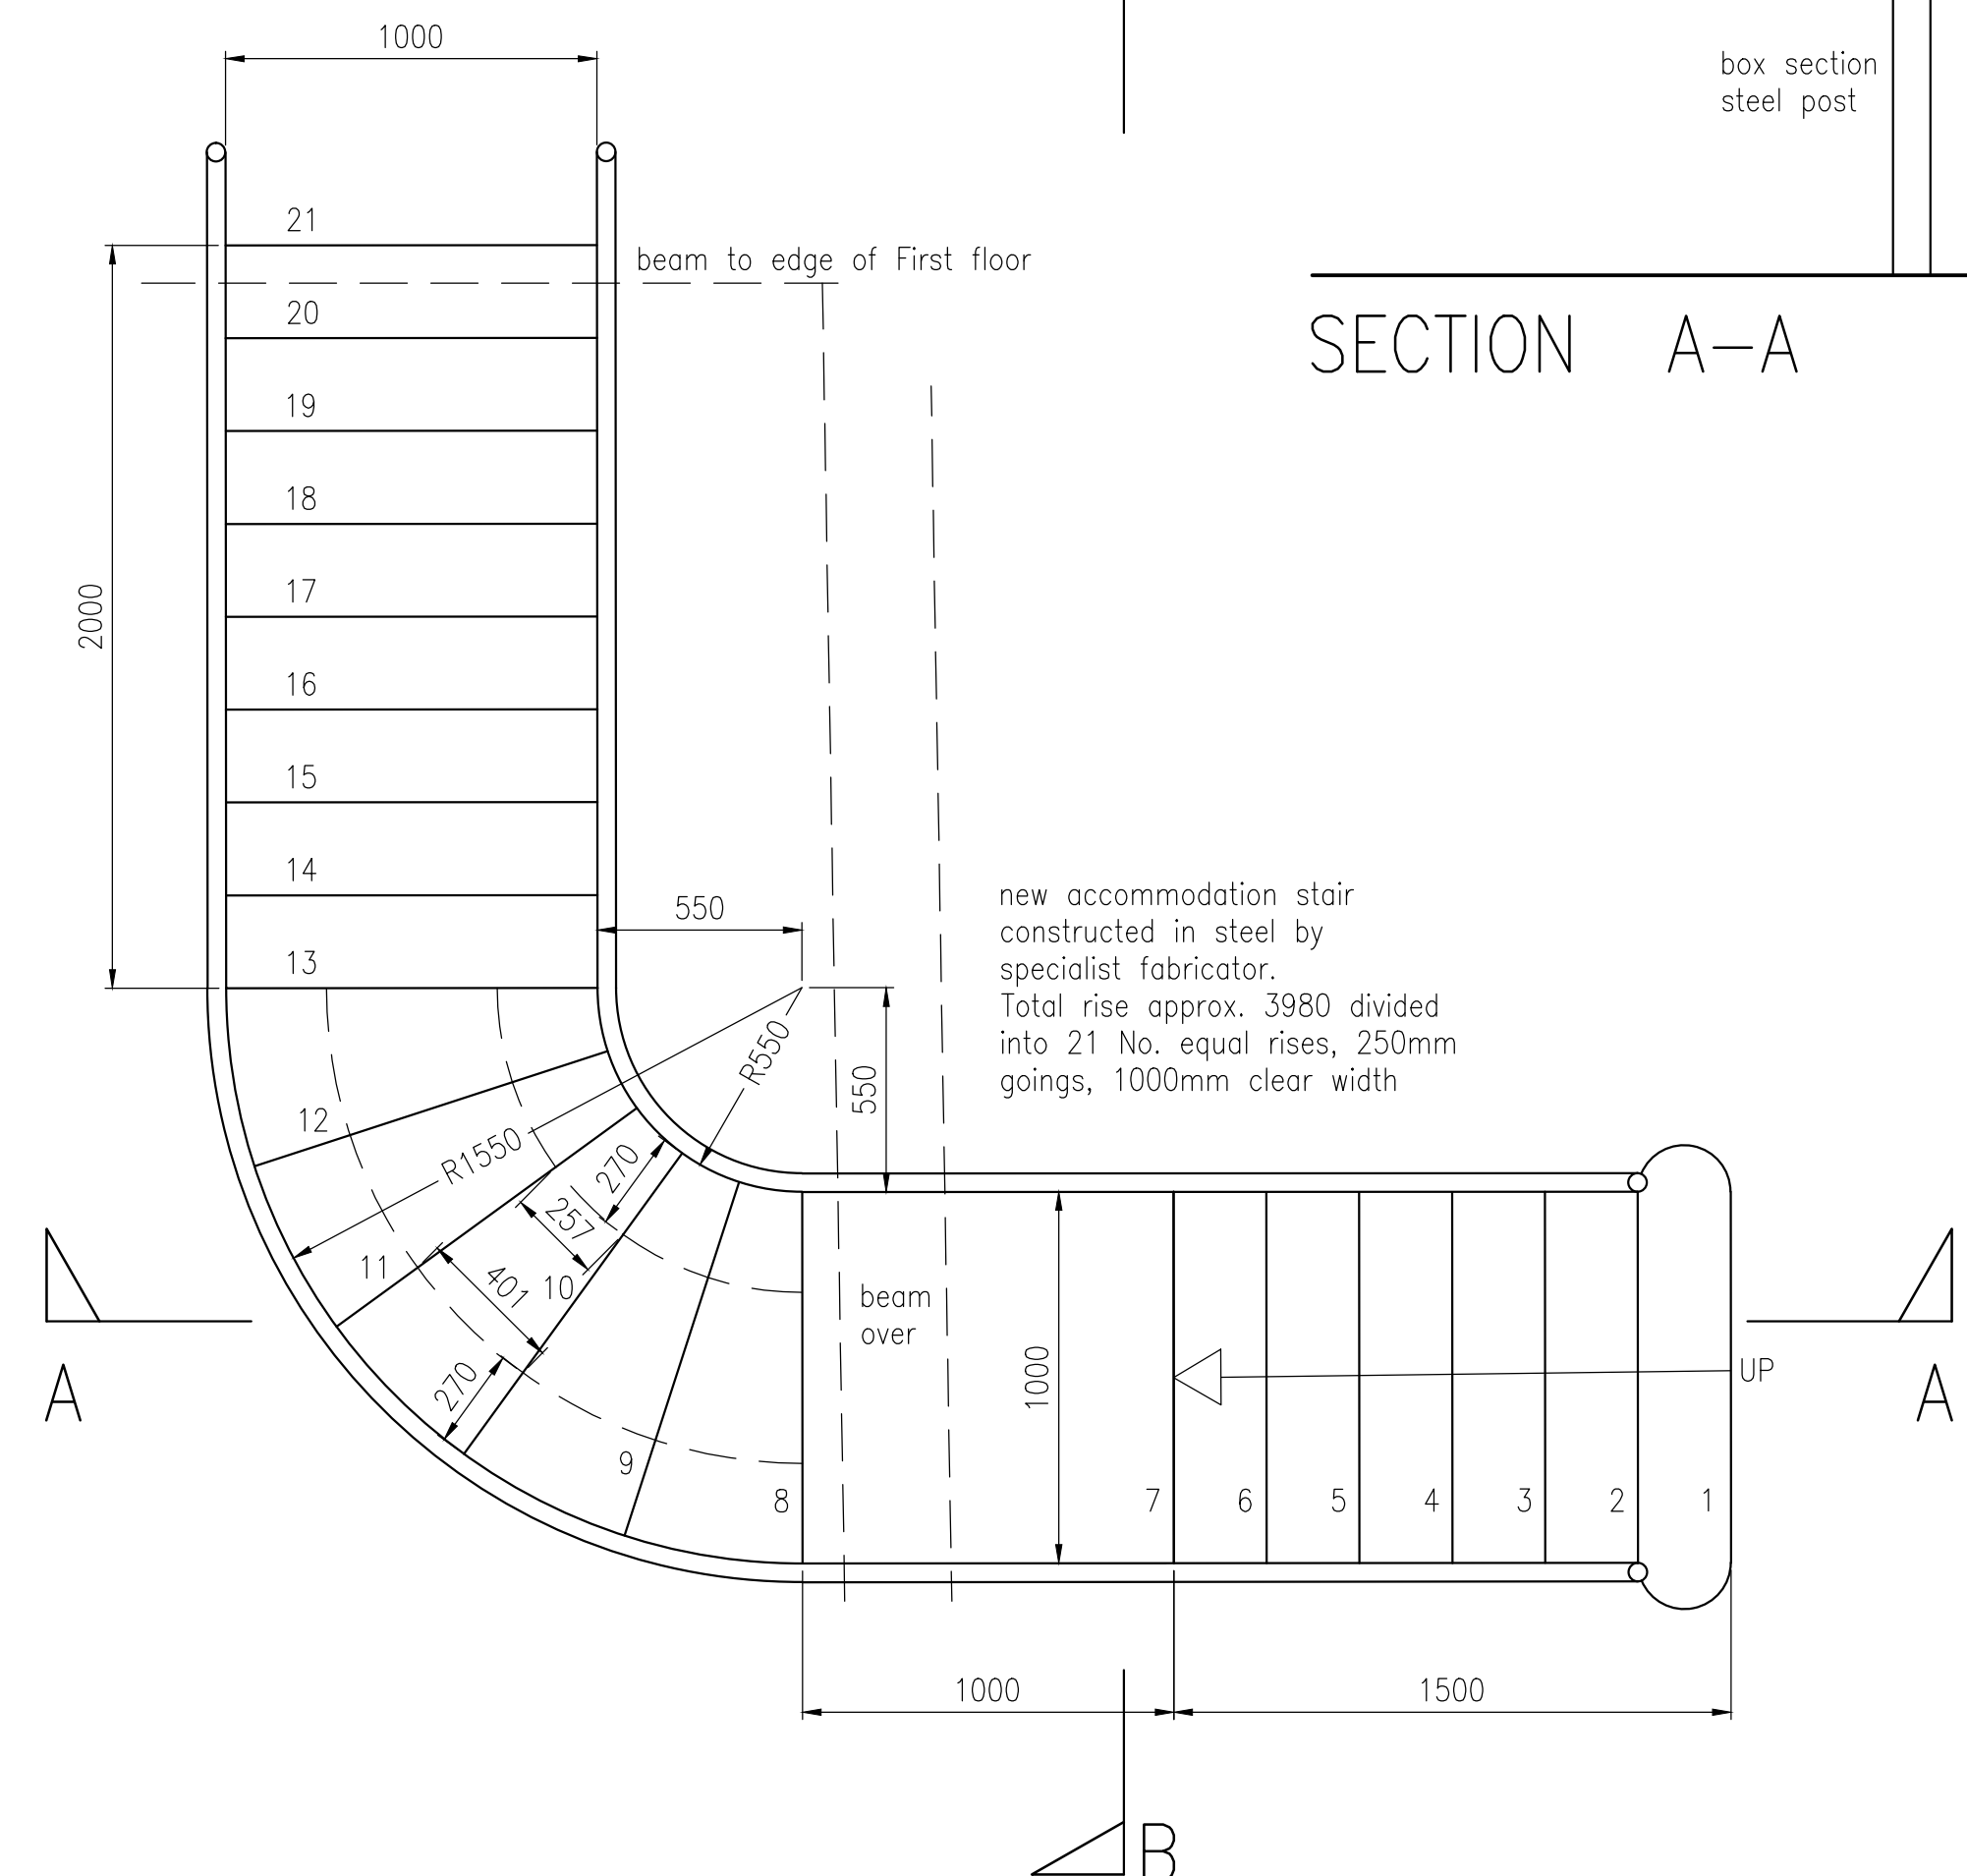 1000
box section
steel post
21
beam to edge of First floor
20
SECTION A-A
19
18
17
2000
16
15
14
550
new accommodation stair
constructed in steel by
specialist fabricator.
Total rise approx. 3980 divided
into 21 No. equal rises, 250mm
goings, 1000mm clear width
13
R550
550
12
R1550
270
257
11
401
10
beam
over
270
1000
UP
A
A
9
8
7
6
5
4
3
2
1
1000
1500
B